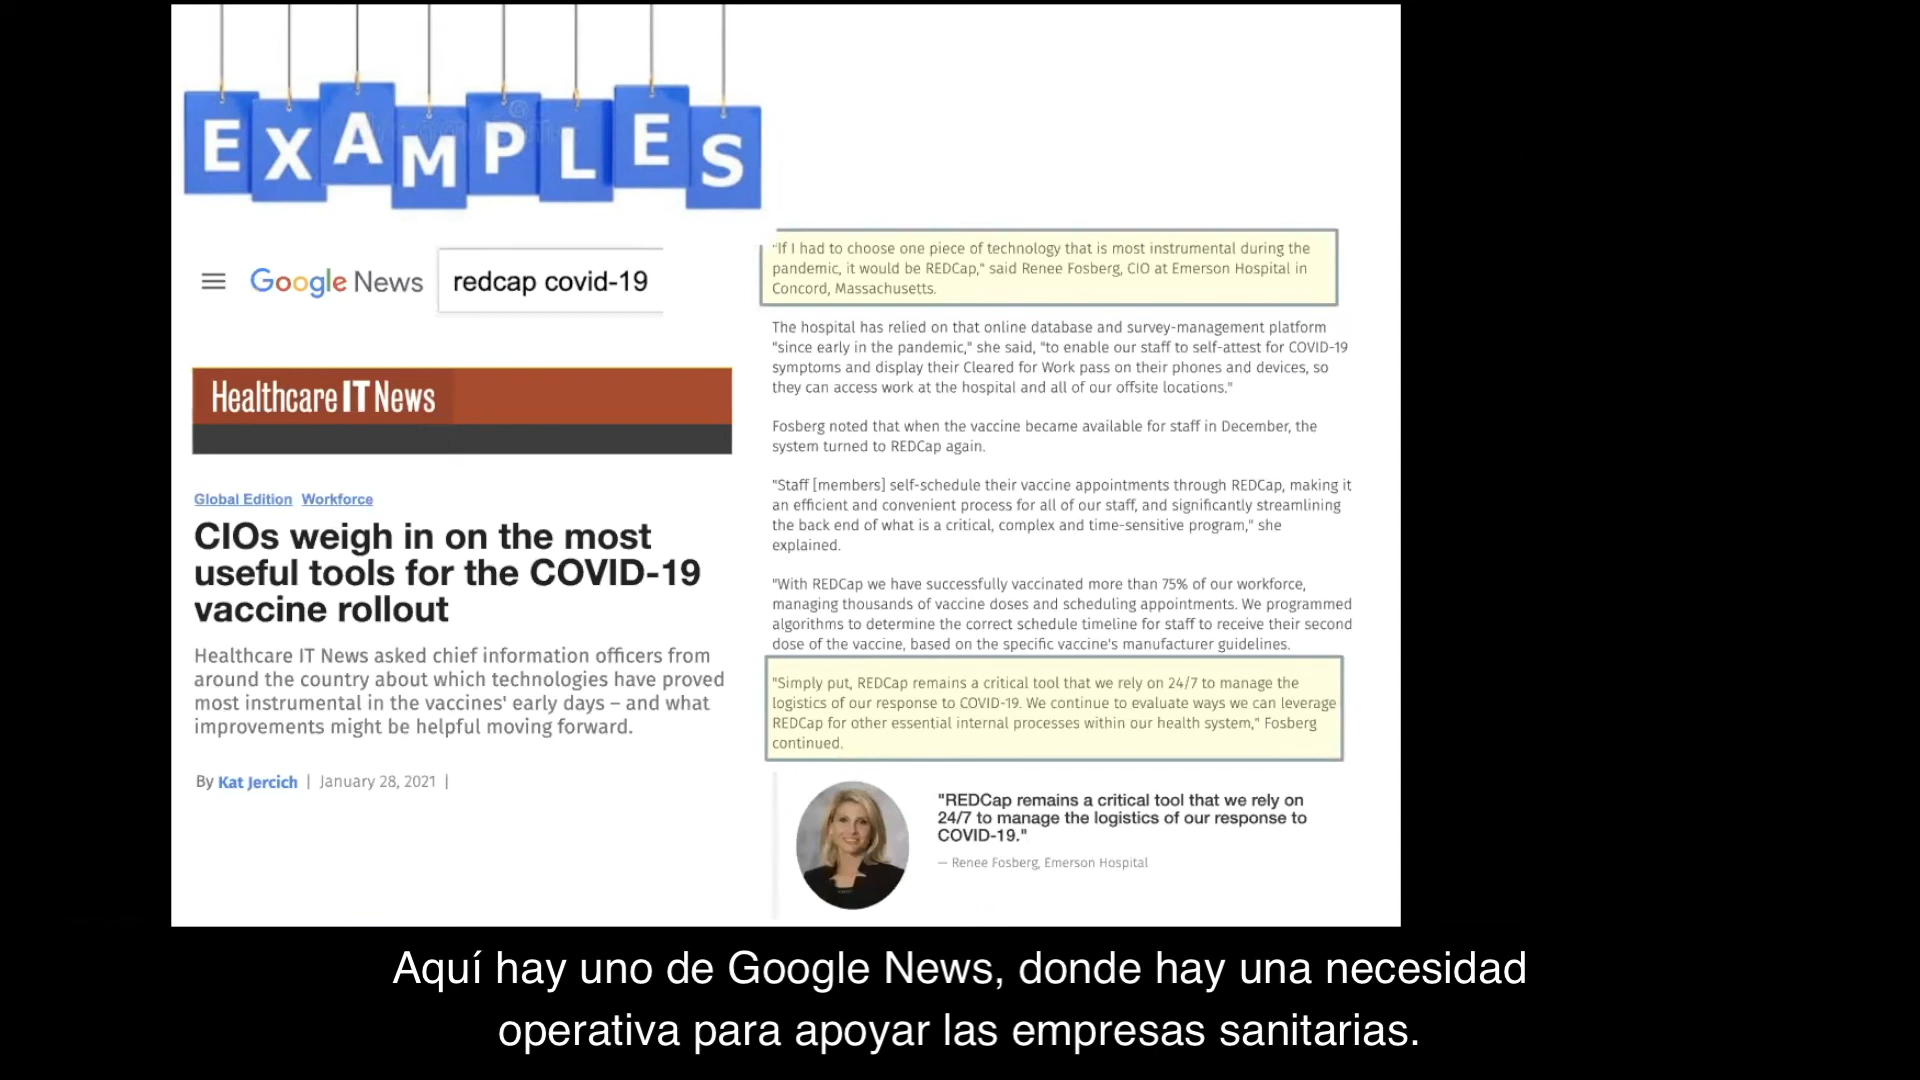 EXAMPLES
Google News
redcap covid-19
Healthcare IT News
Global Edition Workforce
CIOs weigh in on the most
useful tools for the COVID-19
vaccine rollout
Healthcare IT News asked chief information officers from
around the country about which technologies have proved
most instrumental in the vaccines' early days – and what
improvements might be helpful moving forward.
By Kat Jercich | January 28, 2021 |
"If I had to choose one piece of technology that is most instrumental during the
pandemic, it would be REDCap," said Renee Fosberg, CIO at Emerson Hospital in
Concord, Massachusetts.
The hospital has relied on that online database and survey-management platform
"since early in the pandemic," she said, "to enable our staff to self-attest for COVID-19
symptoms and display their Cleared for Work pass on their phones and devices, so
they can access work at the hospital and all of our offsite locations."
Fosberg noted that when the vaccine became available for staff in December, the
system turned to REDCap again.
"Staff [members] self-schedule their vaccine appointments through REDCap, making it
an efficient and convenient process for all of our staff, and significantly streamlining
the back end of what is a critical, complex and time-sensitive program," she
explained.
"With REDCap we have successfully vaccinated more than 75% of our workforce,
managing thousands of vaccine doses and scheduling appointments. We programmed
algorithms to determine the correct schedule timeline for staff to receive their second
dose of the vaccine, based on the specific vaccine's manufacturer guidelines.
"Simply put, REDCap remains a critical tool that we rely on 24/7 to manage the
logistics of our response to COVID-19. We continue to evaluate ways we can leverage
REDCap for other essential internal processes within our health system," Fosberg
continued.
"REDCap remains a critical tool that we rely on
24/7 to manage the logistics of our response to
COVID-19."
— Renee Fosberg, Emerson Hospital
Aquí hay uno de Google News, donde hay una necesidad
operativa para apoyar las empresas sanitarias.